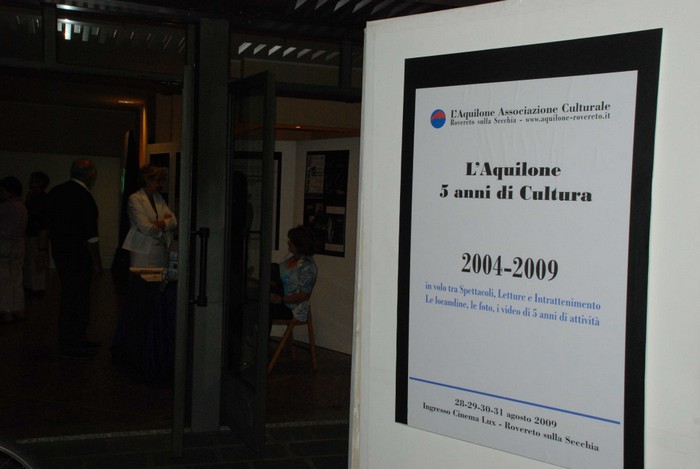 L'Aquilone Associazione Culturale
Rovereto sulla Secchia - www.aquilone-rovereto.it
L'Aquilone
5 anni di Cultura
2004-2009
in volo tra Spettacoli, Letture e Intrattenimento
Le locandine, le foto, i video di 5 anni di attività
28-29-30-31 agosto 2009
Ingresso Cinema Lux - Rovereto sulla Secchia